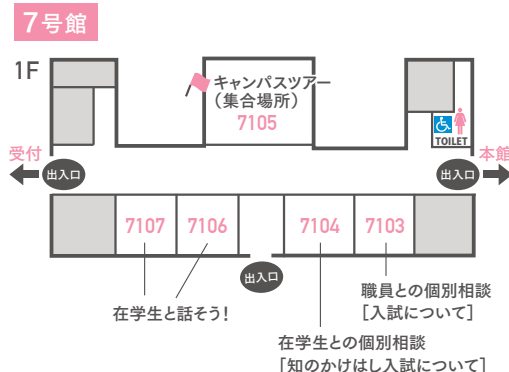 7号館
1F
キャンパスツアー
（集合場所）
7105
TOILET
受付
出入口
本館
出入口
7107
7106
7104
7103
出入口
在学生と話そう！
職員との個別相談
［入試について］
在学生との個別相談
「知のかけはし入試について］